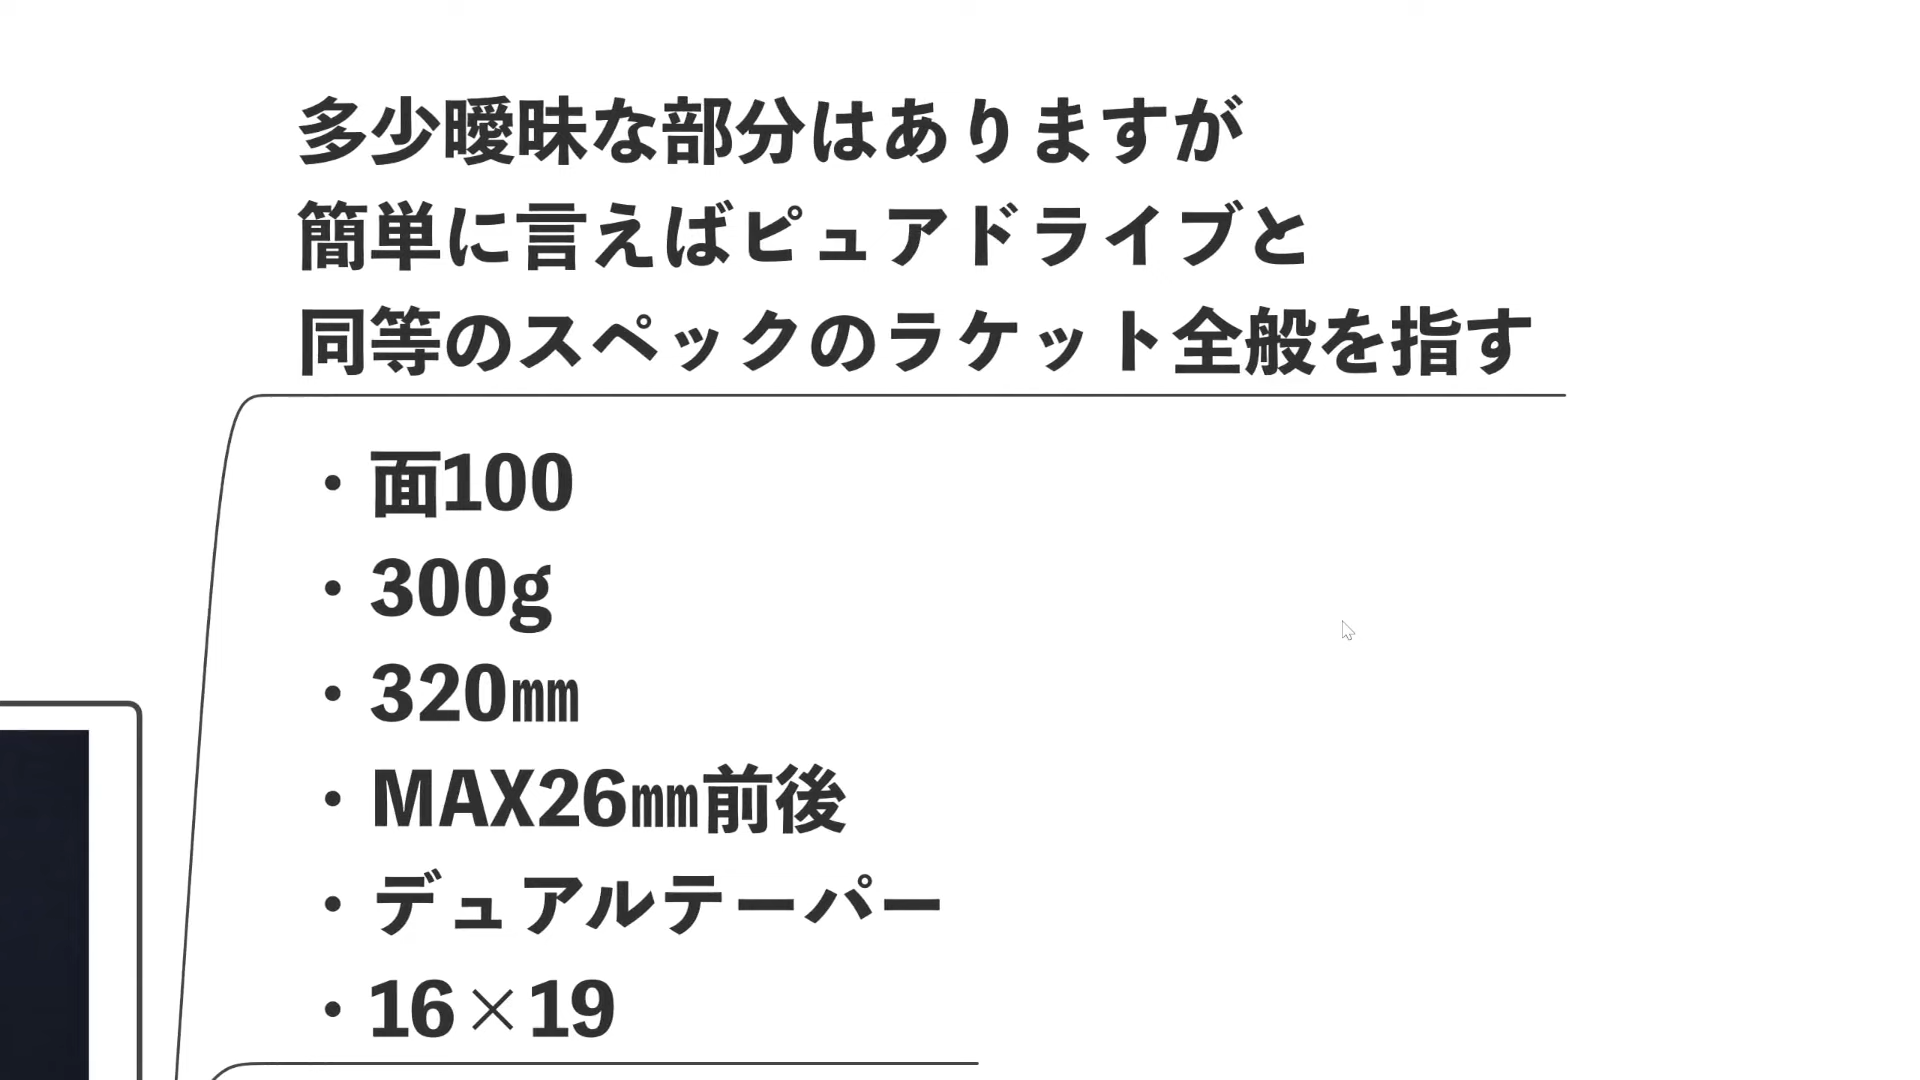 多少曖昧な部分はありますが
簡単に言えばピュアドライブと
同等のスペックのラケット全般を指す
・面100
・300g
・320㎜
・MAX26㎜前後
・デュアルテーパー
・16×19